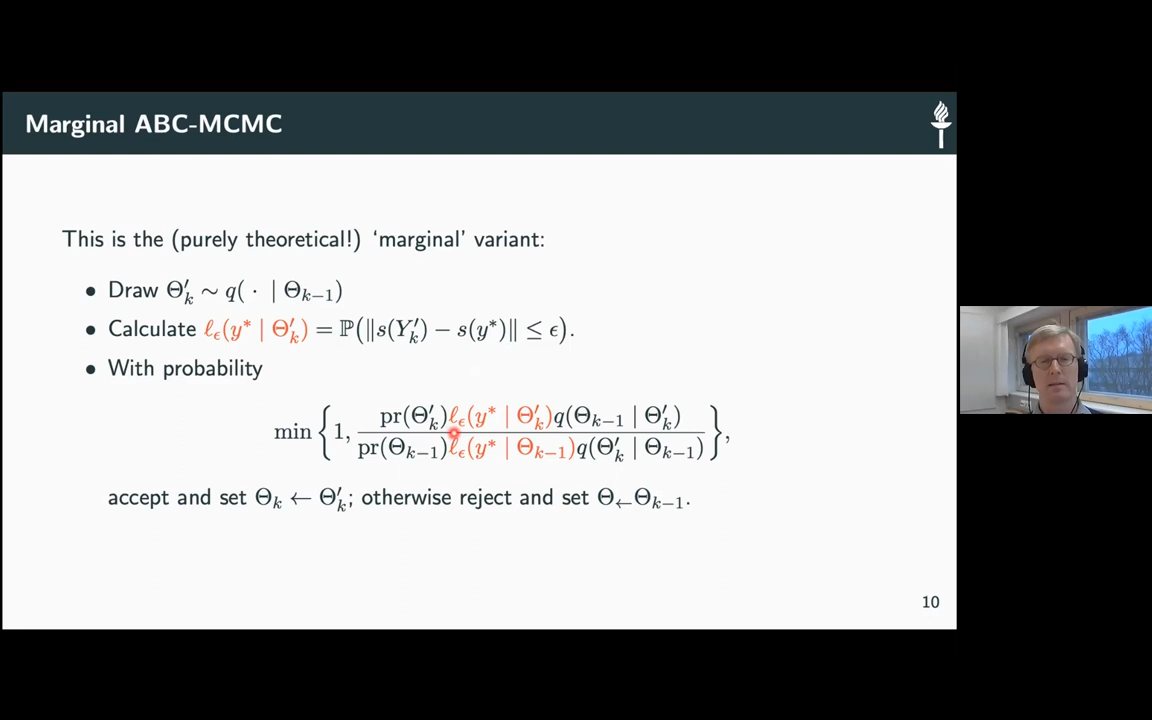 Marginal ABC-MCMC
This is the (purely theoretical!) ‘marginal’ variant:
• Draw Θ′ₖ ∼ q( · | Θₖ₋₁)
• Calculate ℓ_ϵ(y* | Θ′ₖ) = ℙ(‖s(Y′ₖ) − s(y*)‖ ≤ ϵ).
• With probability
min { 1, pr(Θ′ₖ)ℓ_ϵ(y* | Θ′ₖ)q(Θₖ₋₁ | Θ′ₖ) / pr(Θₖ₋₁)ℓ_ϵ(y* | Θₖ₋₁)q(Θ′ₖ | Θₖ₋₁) },
accept and set Θₖ ← Θ′ₖ; otherwise reject and set Θ←Θₖ₋₁.
10